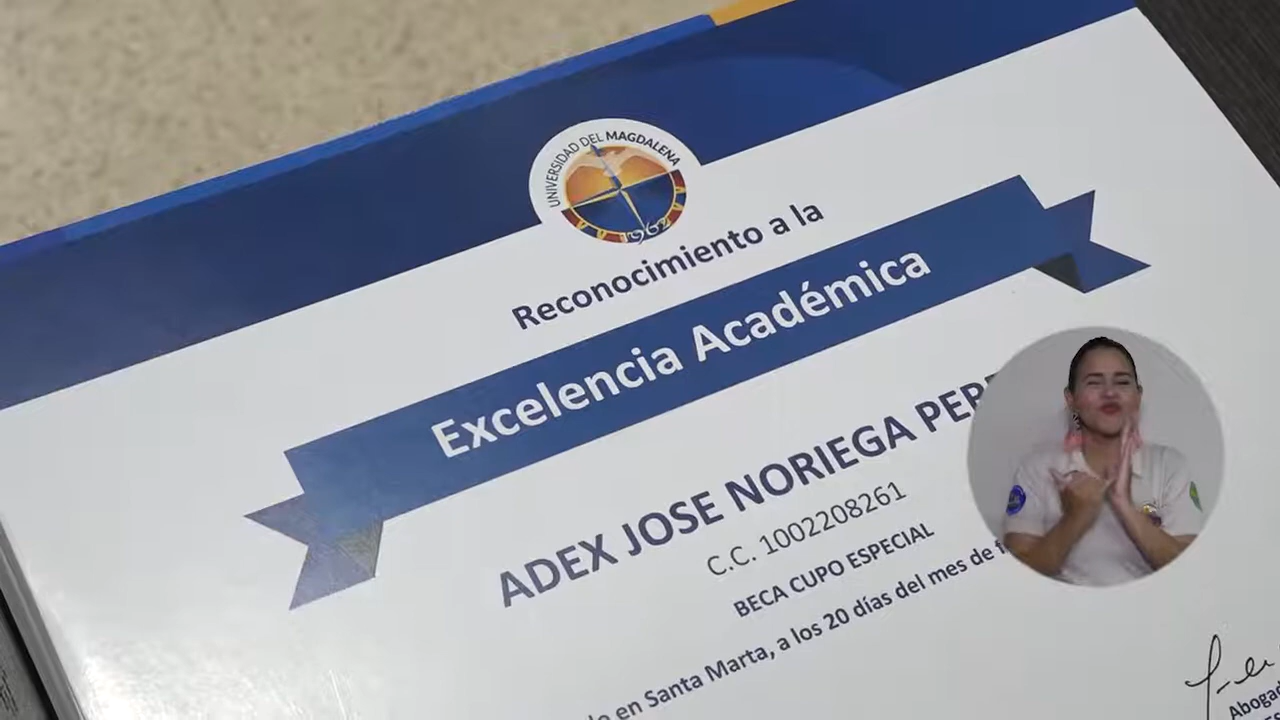 UNIVERSIDAD DEL MAGDALENA
1962
Reconocimiento a la
Excelencia Académica
ADEX JOSE NORIEGA
C.C. 1002208261
BECA CUPO ESPECIAL
en Santa Marta, a los 20 días del mes de